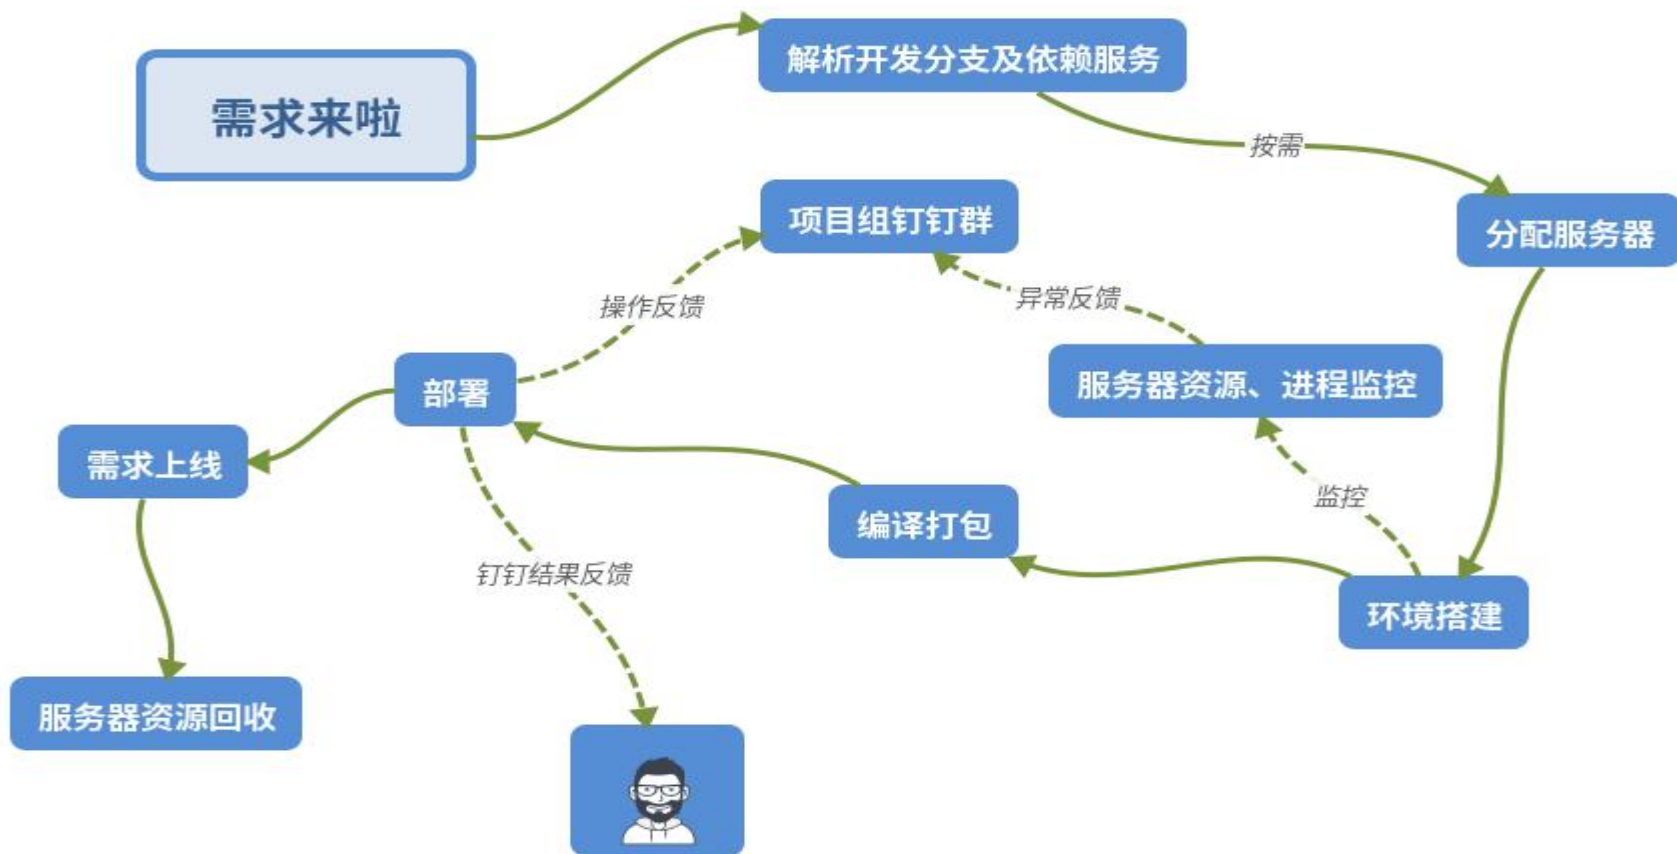 需求来啦
解析开发分支及依赖服务
按需
项目组钉钉群
分配服务器
操作反馈
异常反馈
部署
服务器资源、进程监控
需求上线
监控
编译打包
钉钉结果反馈
环境搭建
服务器资源回收